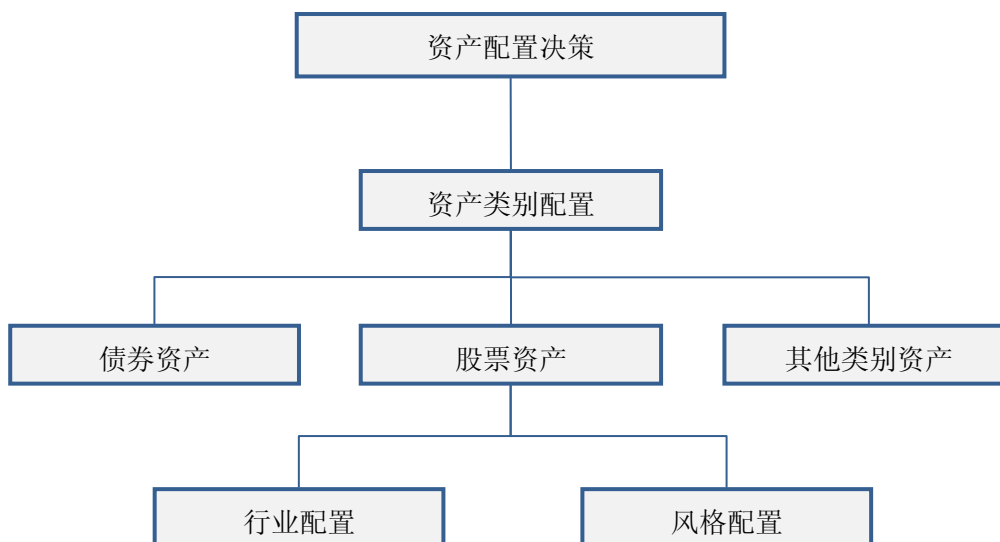 资产配置决策
资产类别配置
债券资产
股票资产
其他类别资产
行业配置
风格配置